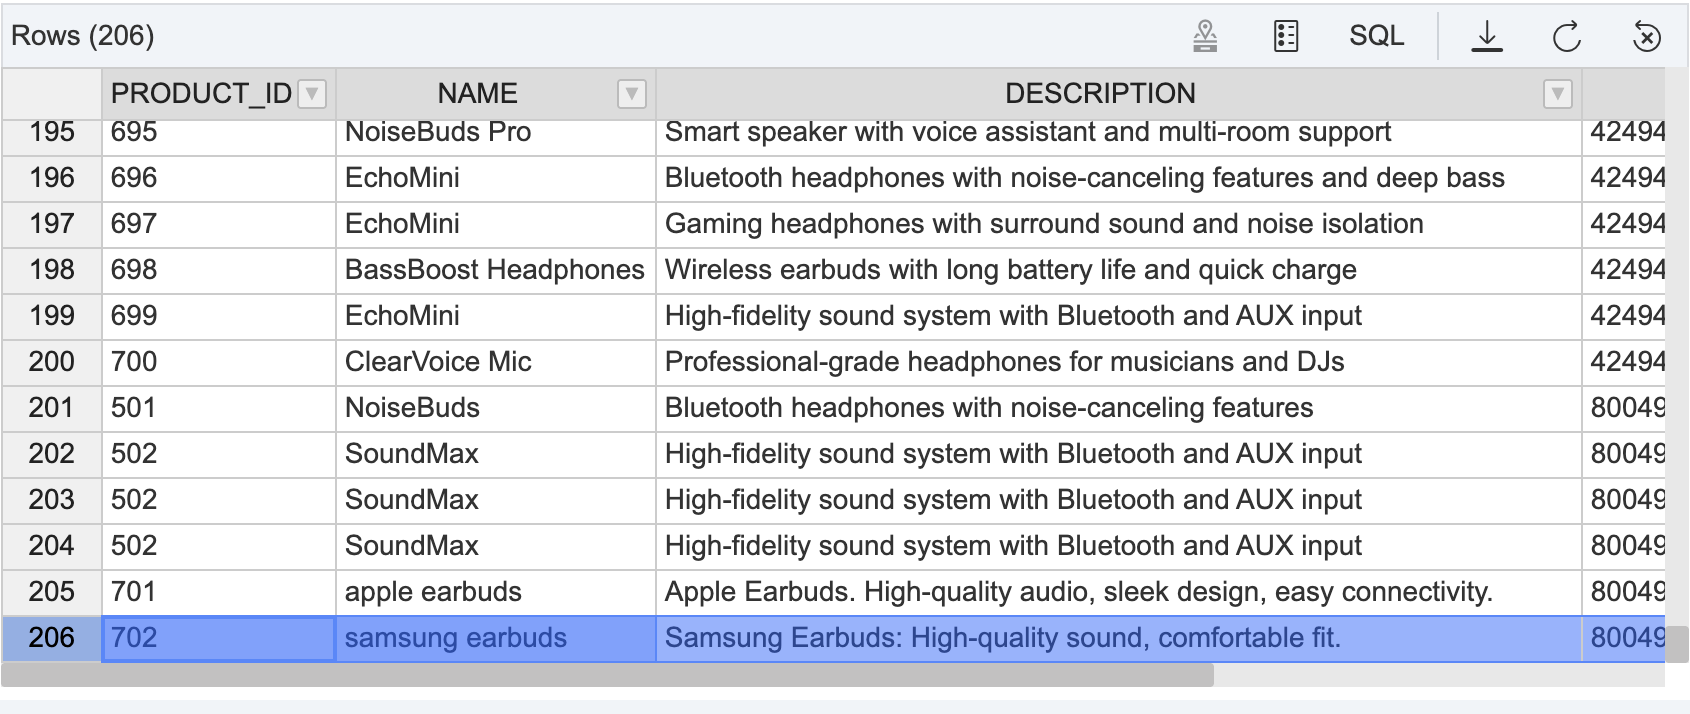 Rows (206) SQL
PRODUCT_ID NAME DESCRIPTION
195 695 NoiseBuds Pro Smart speaker with voice assistant and multi-room support 42494
196 696 EchoMini Bluetooth headphones with noise-canceling features and deep bass 42494
197 697 EchoMini Gaming headphones with surround sound and noise isolation 42494
198 698 BassBoost Headphones Wireless earbuds with long battery life and quick charge 42494
199 699 EchoMini High-fidelity sound system with Bluetooth and AUX input 42494
200 700 ClearVoice Mic Professional-grade headphones for musicians and DJs 42494
201 501 NoiseBuds Bluetooth headphones with noise-canceling features 80049
202 502 SoundMax High-fidelity sound system with Bluetooth and AUX input 80049
203 502 SoundMax High-fidelity sound system with Bluetooth and AUX input 80049
204 502 SoundMax High-fidelity sound system with Bluetooth and AUX input 80049
205 701 apple earbuds Apple Earbuds. High-quality audio, sleek design, easy connectivity. 80049
206 702 samsung earbuds Samsung Earbuds: High-quality sound, comfortable fit. 80049